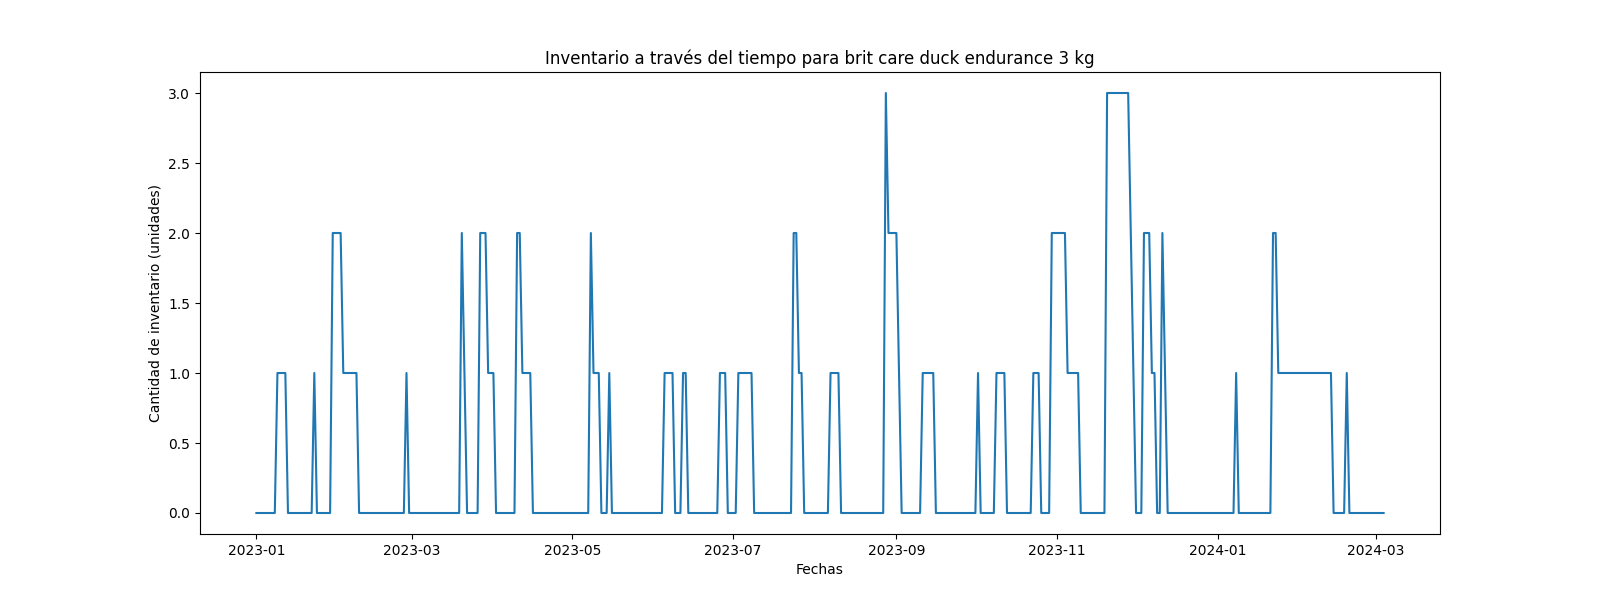 Inventario a través del tiempo para brit care duck endurance 3 kg
Cantidad de inventario (unidades)
3.0
2.5
2.0
1.5
1.0
0.5
0.0
2023-01 2023-03 2023-05 2023-07 2023-09 2023-11 2024-01 2024-03
Fechas